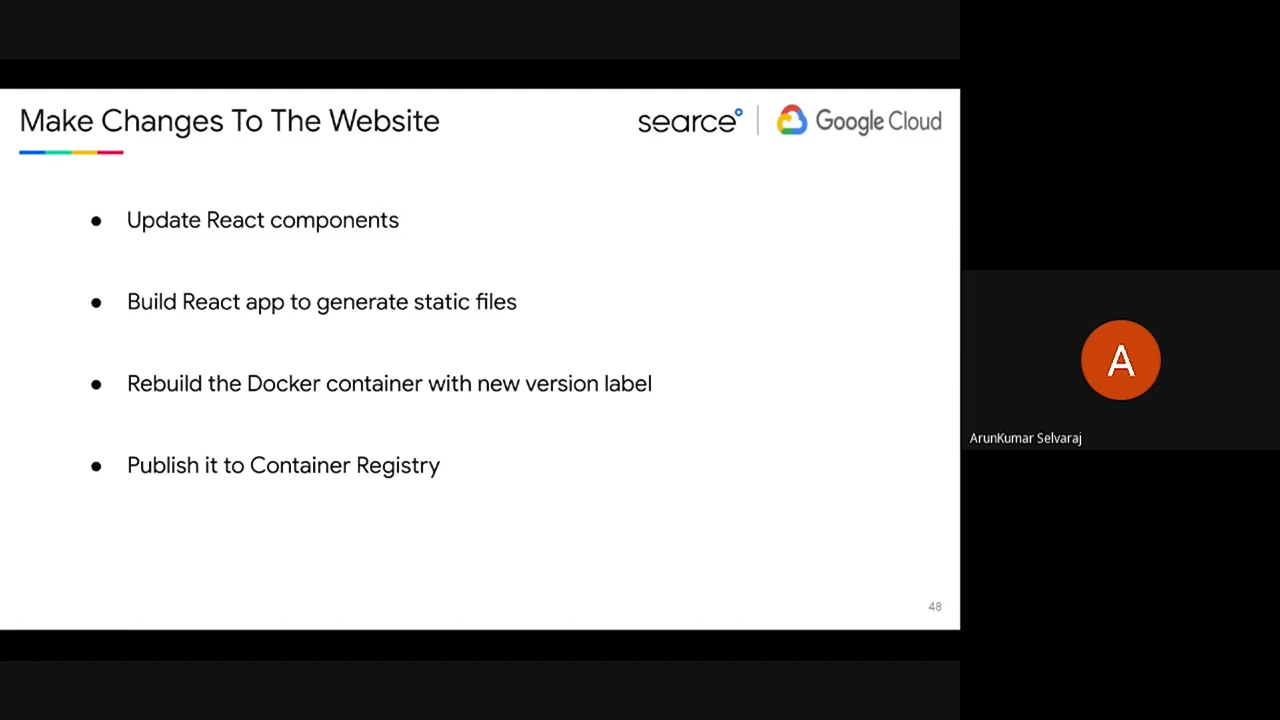 Make Changes To The Website
searce
Google Cloud
● Update React components
● Build React app to generate static files
● Rebuild the Docker container with new version label
● Publish it to Container Registry
48
A
ArunKumar Selvaraj